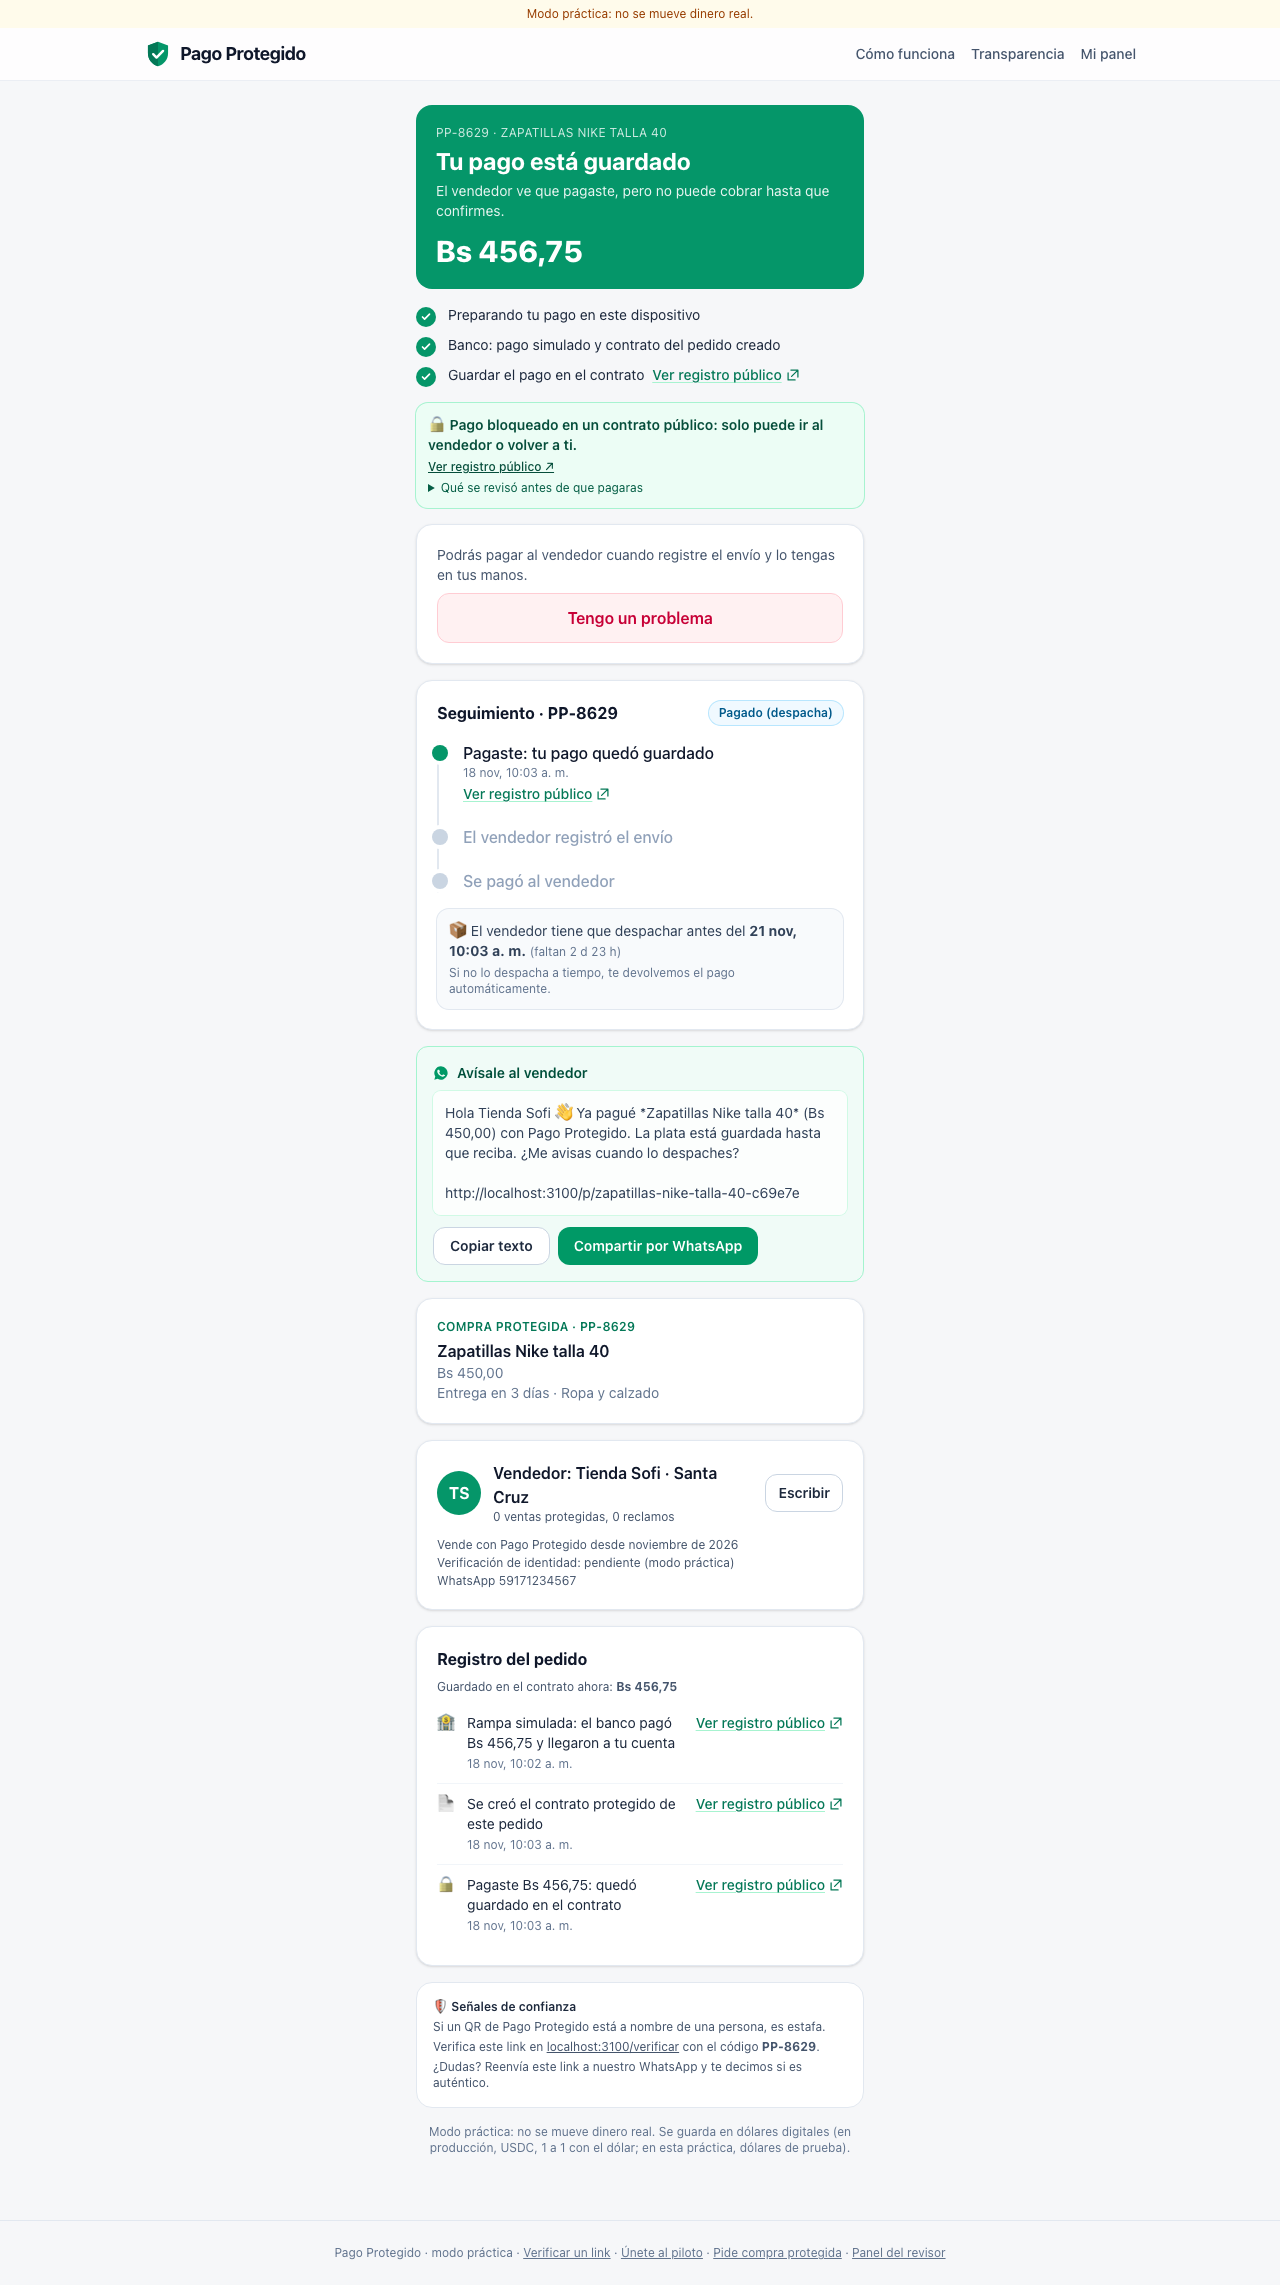 Modo práctica: no se mueve dinero real.
Pago Protegido
Cómo funciona Transparencia Mi panel
PP-8629 · ZAPATILLAS NIKE TALLA 40
Tu pago está guardado
El vendedor ve que pagaste, pero no puede cobrar hasta que
confirmes.
Bs 456,75
Preparando tu pago en este dispositivo
Banco: pago simulado y contrato del pedido creado
Guardar el pago en el contrato Ver registro público
🔒 Pago bloqueado en un contrato público: solo puede ir al
vendedor o volver a ti.
Ver registro público ↗
Qué se revisó antes de que pagaras
Podrás pagar al vendedor cuando registre el envío y lo tengas
en tus manos.
Tengo un problema
Seguimiento · PP-8629 Pagado (despacha)
Pagaste: tu pago quedó guardado
18 nov, 10:03 a. m.
Ver registro público
El vendedor registró el envío
Se pagó al vendedor
📦 El vendedor tiene que despachar antes del 21 nov,
10:03 a. m. (faltan 2 d 23 h)
Si no lo despacha a tiempo, te devolvemos el pago
automáticamente.
Avísale al vendedor
Hola Tienda Sofi 👋 Ya pagué *Zapatillas Nike talla 40* (Bs
450,00) con Pago Protegido. La plata está guardada hasta
que reciba. ¿Me avisas cuando lo despaches?
http://localhost:3100/p/zapatillas-nike-talla-40-c69e7e
Copiar texto Compartir por WhatsApp
COMPRA PROTEGIDA · PP-8629
Zapatillas Nike talla 40
Bs 450,00
Entrega en 3 días · Ropa y calzado
TS
Vendedor: Tienda Sofi · Santa
Cruz
0 ventas protegidas, 0 reclamos
Escribir
Vende con Pago Protegido desde noviembre de 2026
Verificación de identidad: pendiente (modo práctica)
WhatsApp 59171234567
Registro del pedido
Guardado en el contrato ahora: Bs 456,75
Rampa simulada: el banco pagó
Bs 456,75 y llegaron a tu cuenta
18 nov, 10:02 a. m.
Ver registro público
Se creó el contrato protegido de
este pedido
18 nov, 10:03 a. m.
Ver registro público
Pagaste Bs 456,75: quedó
guardado en el contrato
18 nov, 10:03 a. m.
Ver registro público
Señales de confianza
Si un QR de Pago Protegido está a nombre de una persona, es estafa.
Verifica este link en localhost:3100/verificar con el código PP-8629.
¿Dudas? Reenvía este link a nuestro WhatsApp y te decimos si es
auténtico.
Modo práctica: no se mueve dinero real. Se guarda en dólares digitales (en
producción, USDC, 1 a 1 con el dólar; en esta práctica, dólares de prueba).
Pago Protegido · modo práctica · Verificar un link · Únete al piloto · Pide compra protegida · Panel del revisor